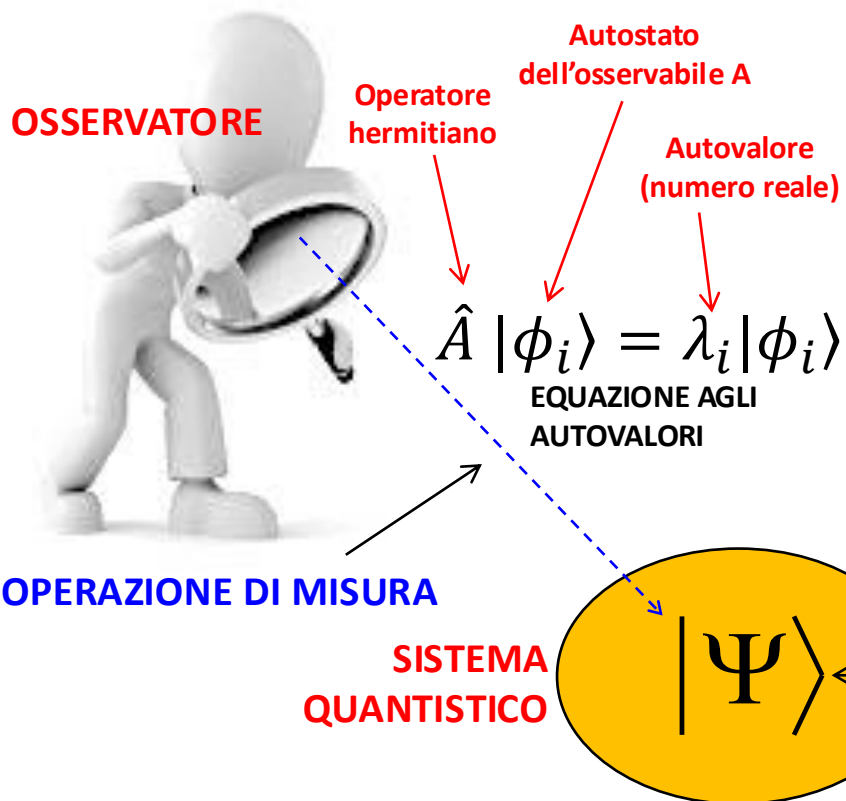 Autostato
dell'osservabile A
Operatore
hermitiano
OSSERVATORE
Autovalore
(numero reale)
Â |ϕᵢ⟩ = λᵢ|ϕᵢ⟩
EQUAZIONE AGLI
AUTOVALORI
OPERAZIONE DI MISURA
SISTEMA
QUANTISTICO
|Ψ⟩